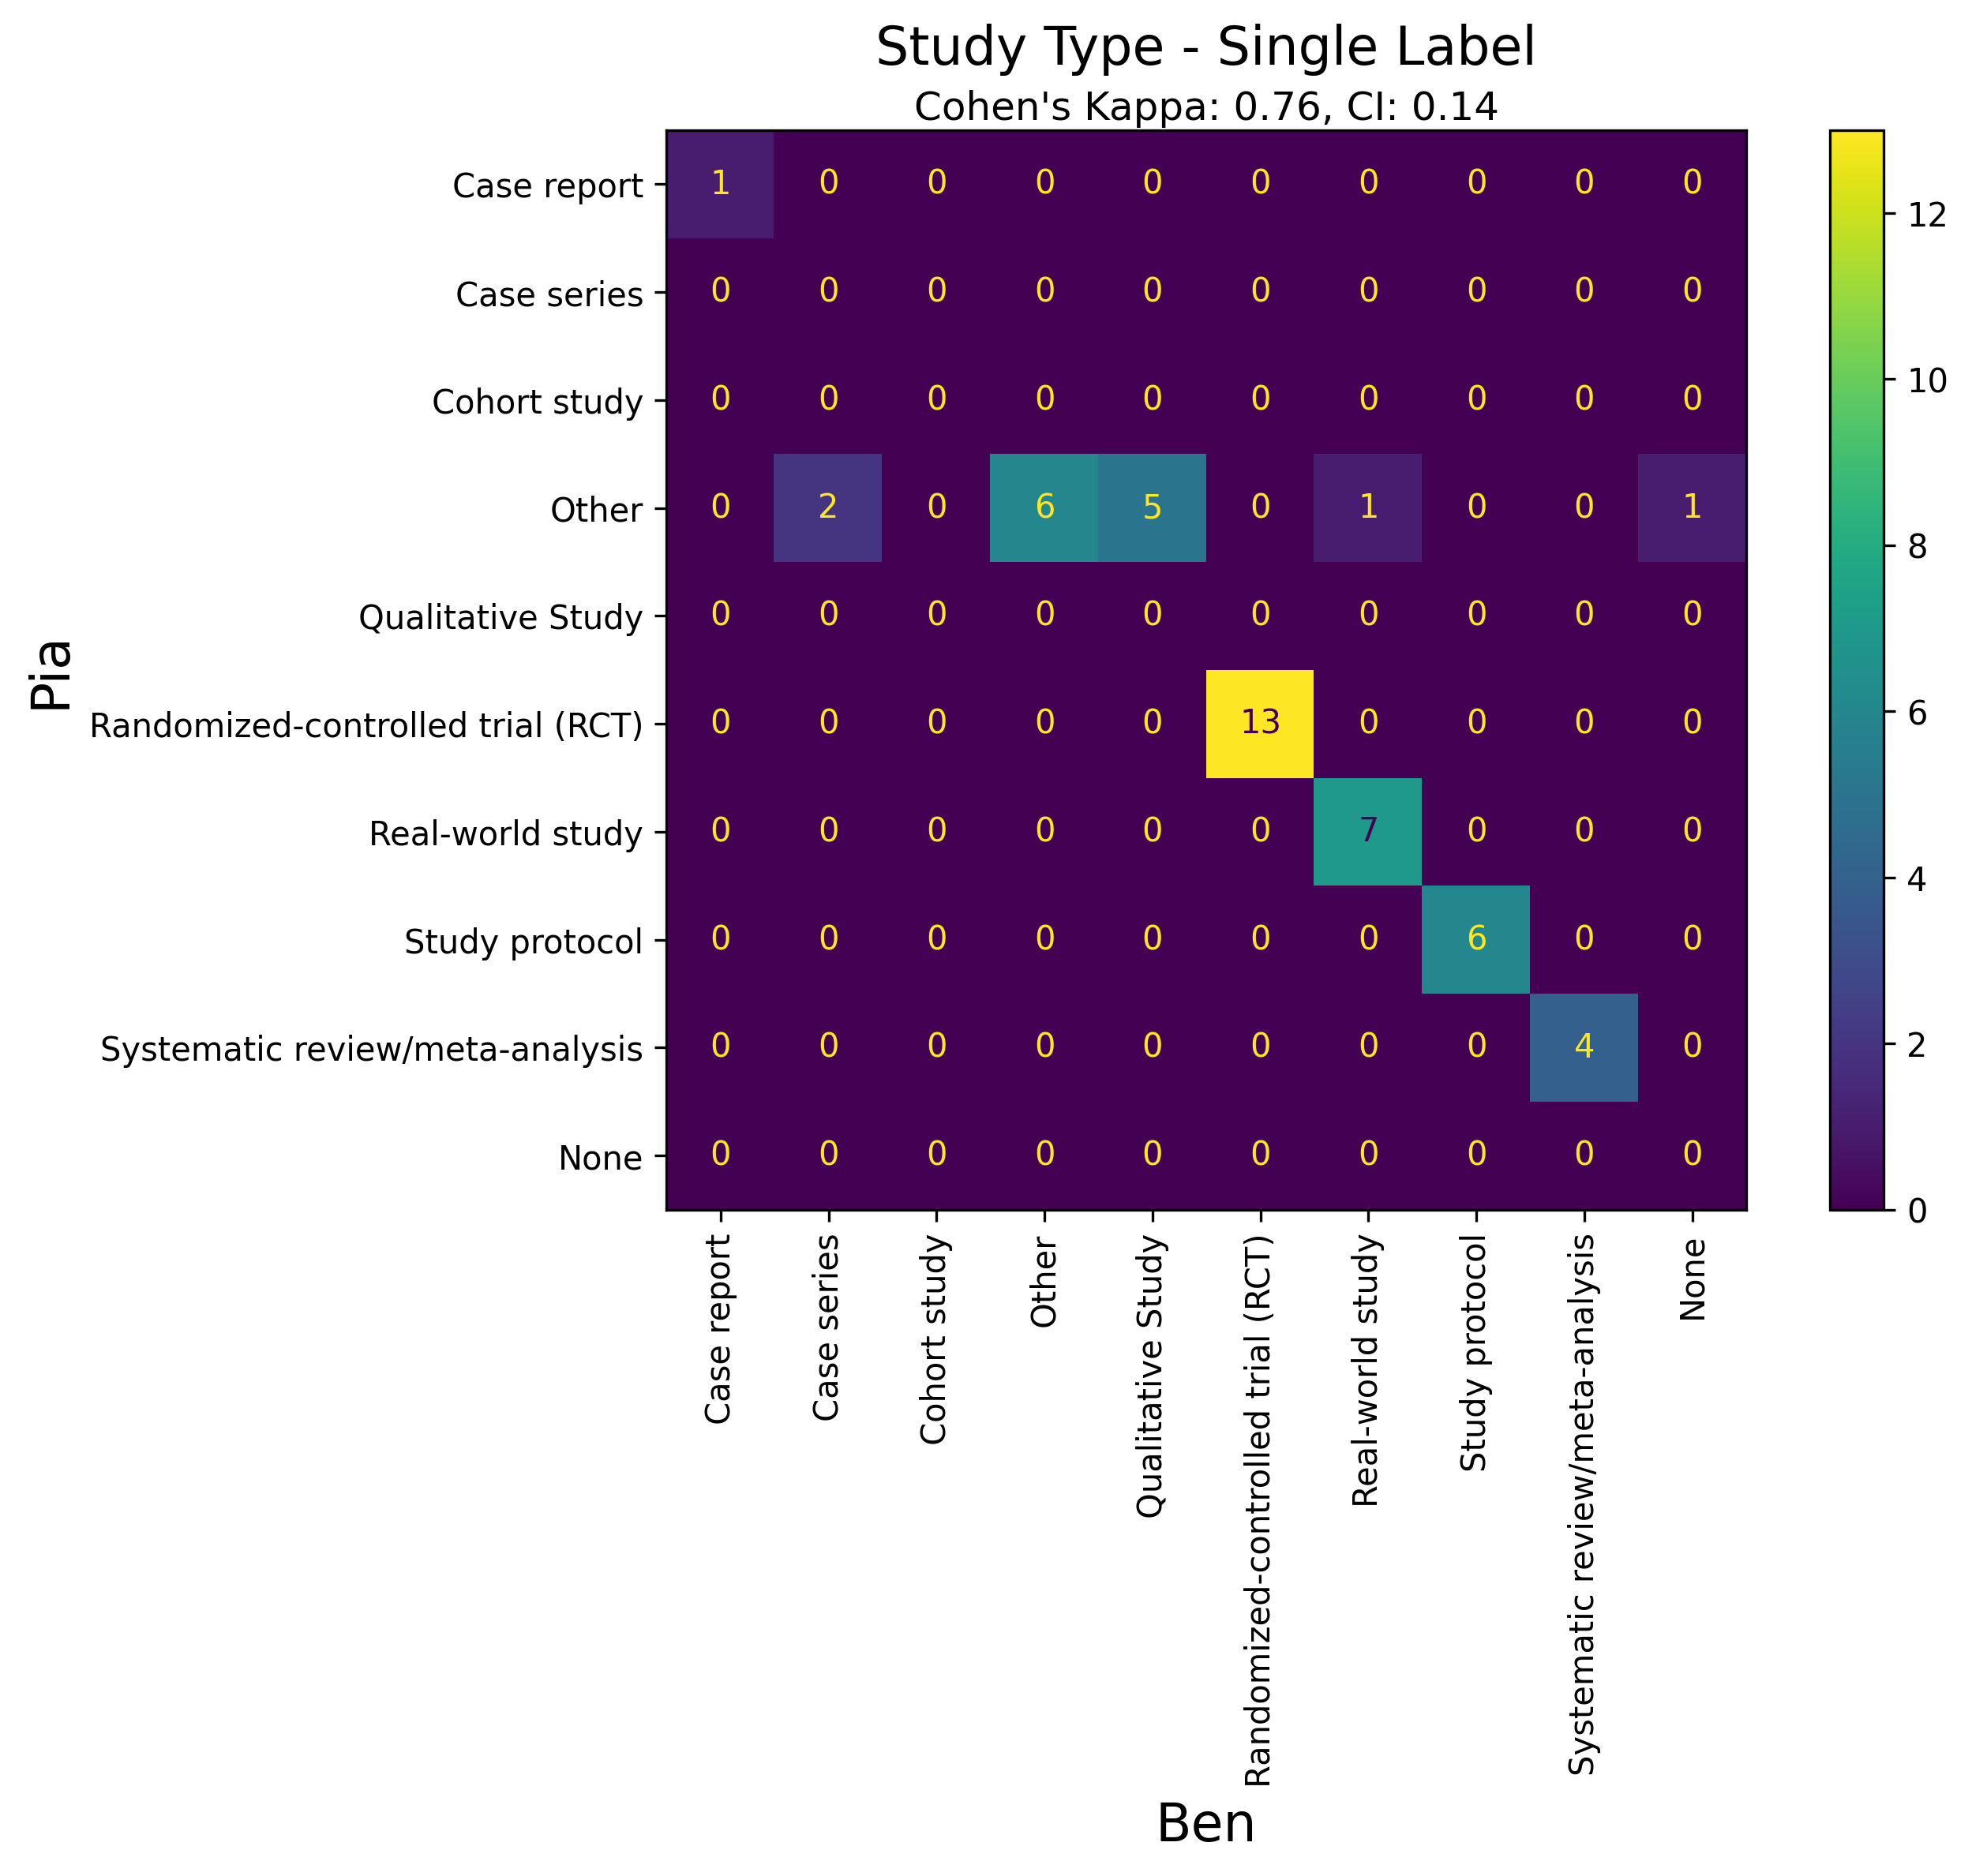 Study Type - Single Label
Cohen's Kappa: 0.76, CI: 0.14
Pia
Case report 1 0 0 0 0 0 0 0 0 0
Case series 0 0 0 0 0 0 0 0 0 0
Cohort study 0 0 0 0 0 0 0 0 0 0
Other 0 2 0 6 5 0 1 0 0 1
Qualitative Study 0 0 0 0 0 0 0 0 0 0
Randomized-controlled trial (RCT) 0 0 0 0 0 13 0 0 0 0
Real-world study 0 0 0 0 0 0 7 0 0 0
Study protocol 0 0 0 0 0 0 0 6 0 0
Systematic review/meta-analysis 0 0 0 0 0 0 0 0 4 0
None 0 0 0 0 0 0 0 0 0 0
Case report
Case series
Cohort study
Other
Qualitative Study
Randomized-controlled trial (RCT)
Real-world study
Study protocol
Systematic review/meta-analysis
None
Ben
12
10
8
6
4
2
0